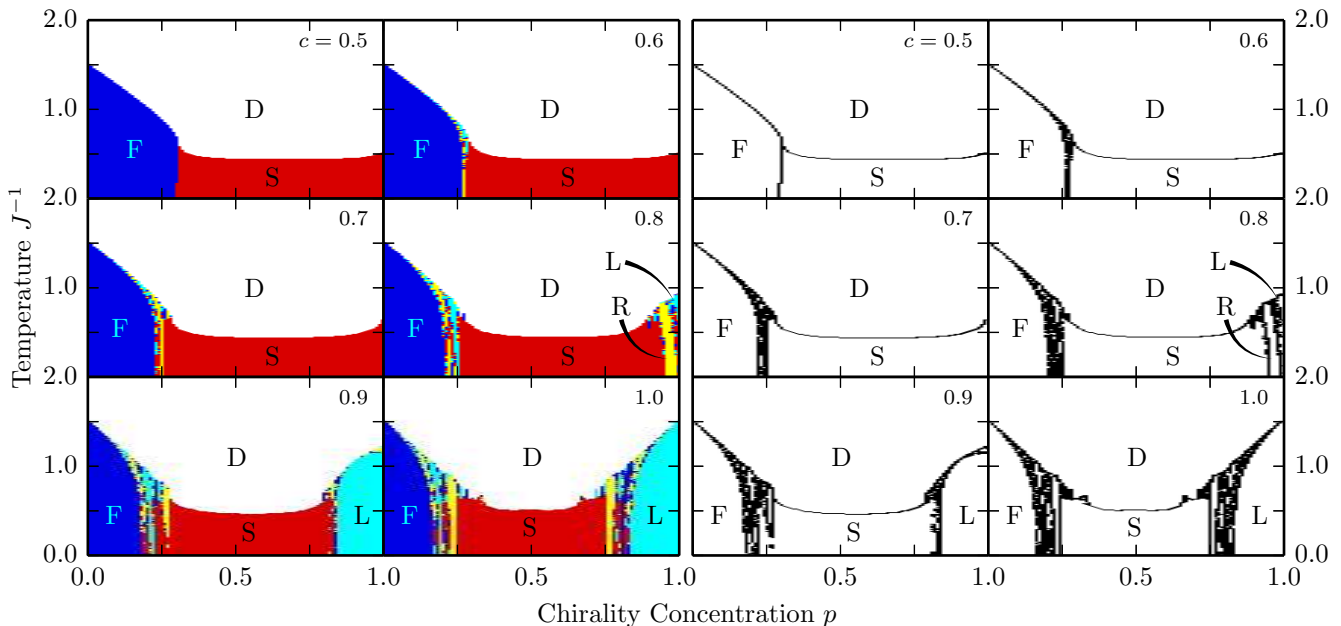 2.0 c = 0.5 0.6 c = 0.5 0.6 2.0
D D D D
1.0 1.0
F F F F
S S S S
2.0 2.0
0.7 0.8 0.7 0.8
L L
D D D D
1.0 1.0
R R
F F F F
S S S S
2.0 2.0
0.9 1.0 0.9 1.0
D D D D
1.0 1.0
F S L F S L F S L F S L
0.0 0.0
0.0 0.5 1.0 0.5 1.0 0.0 0.5 1.0 0.5 1.0
Temperature J⁻¹
Chirality Concentration p